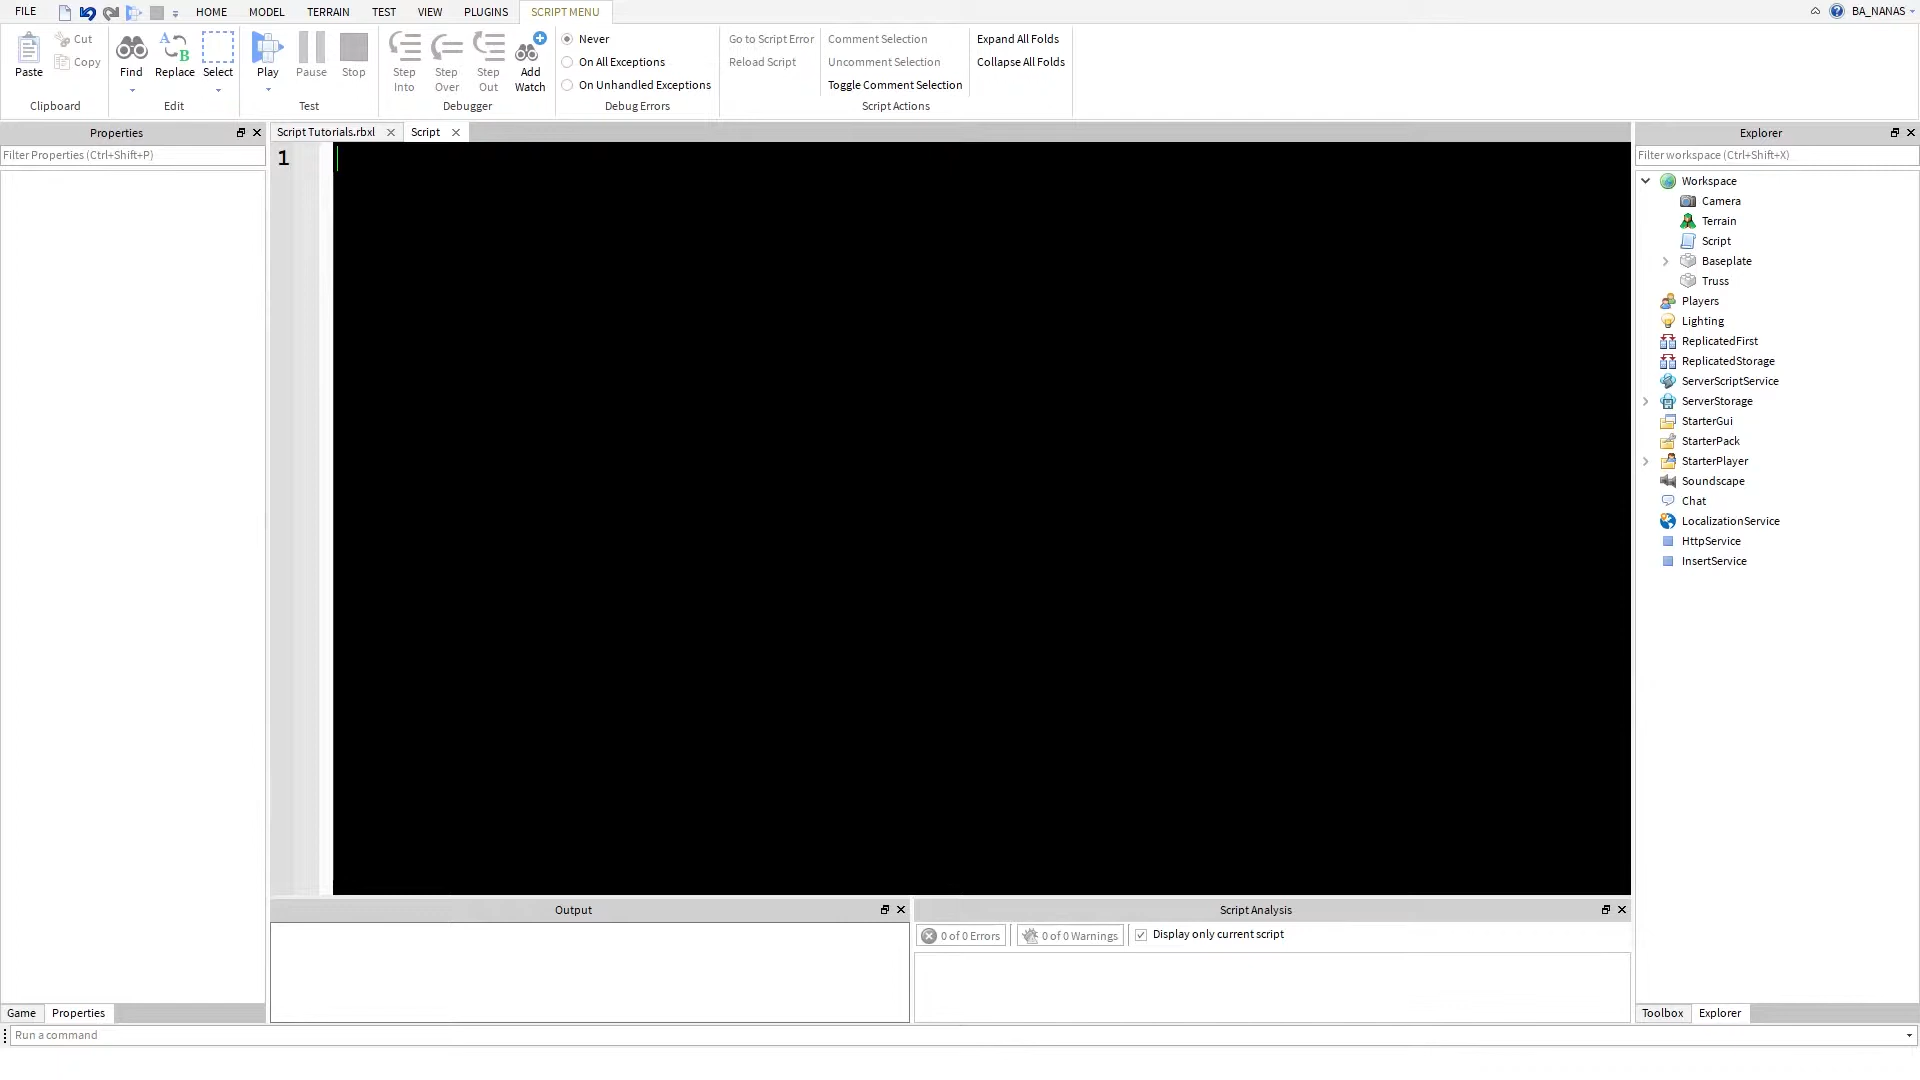 FILE
HOME
MODEL
TERRAIN
TEST
VIEW
PLUGINS
SCRIPT MENU
BA_NANAS
Paste
Cut
Copy
Clipboard
Find
Replace
Select
Edit
Play
Pause
Stop
Test
Step Into
Step Over
Step Out
Add Watch
Debugger
Never
On All Exceptions
On Unhandled Exceptions
Debug Errors
Go to Script Error
Reload Script
Comment Selection
Uncomment Selection
Toggle Comment Selection
Script Actions
Expand All Folds
Collapse All Folds
Properties
Filter Properties (Ctrl+Shift+P)
Script Tutorials.rbxl
Script
1
Explorer
Filter workspace (Ctrl+Shift+X)
Workspace
Camera
Terrain
Script
Baseplate
Truss
Players
Lighting
ReplicatedFirst
ReplicatedStorage
ServerScriptService
ServerStorage
StarterGui
StarterPack
StarterPlayer
Soundscape
Chat
LocalizationService
HttpService
InsertService
Output
Script Analysis
0 of 0 Errors
0 of 0 Warnings
Display only current script
Game
Properties
Toolbox
Explorer
Run a command